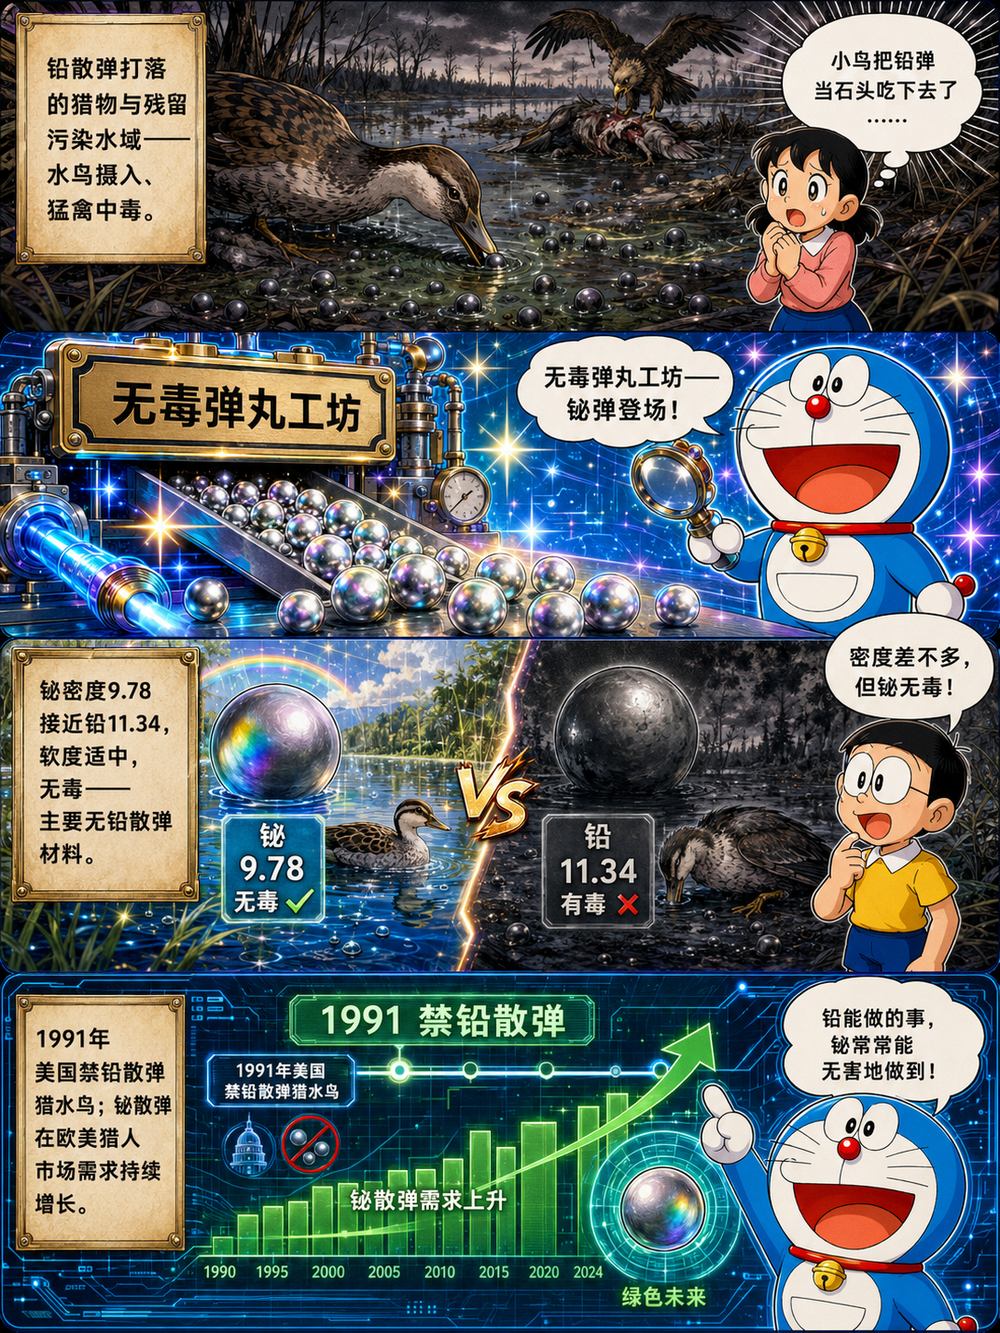 铅散弹打落
的猎物与残留
污染水域——
水鸟摄入、
猛禽中毒。
小鸟把铅弹
当石头吃下去了
……
无毒弹丸工坊
无毒弹丸工坊——
铋弹登场！
铋密度9.78
接近铅11.34，
软度适中，
无毒——
主要无铅散弹
材料。
铋
9.78
无毒
VS
铅
11.34
有毒
密度差不多，
但铋无毒！
1991年
美国禁铅散弹
猎水鸟；铋散弹
在欧美猎人
市场需求持续
增长。
1991 禁铅散弹
1991年美国
禁铅散弹猎水鸟
铋散弹需求上升
1990 1995 2000 2005 2010 2015 2020 2024
绿色未来
铅能做的事，
铋常常能
无害地做到！